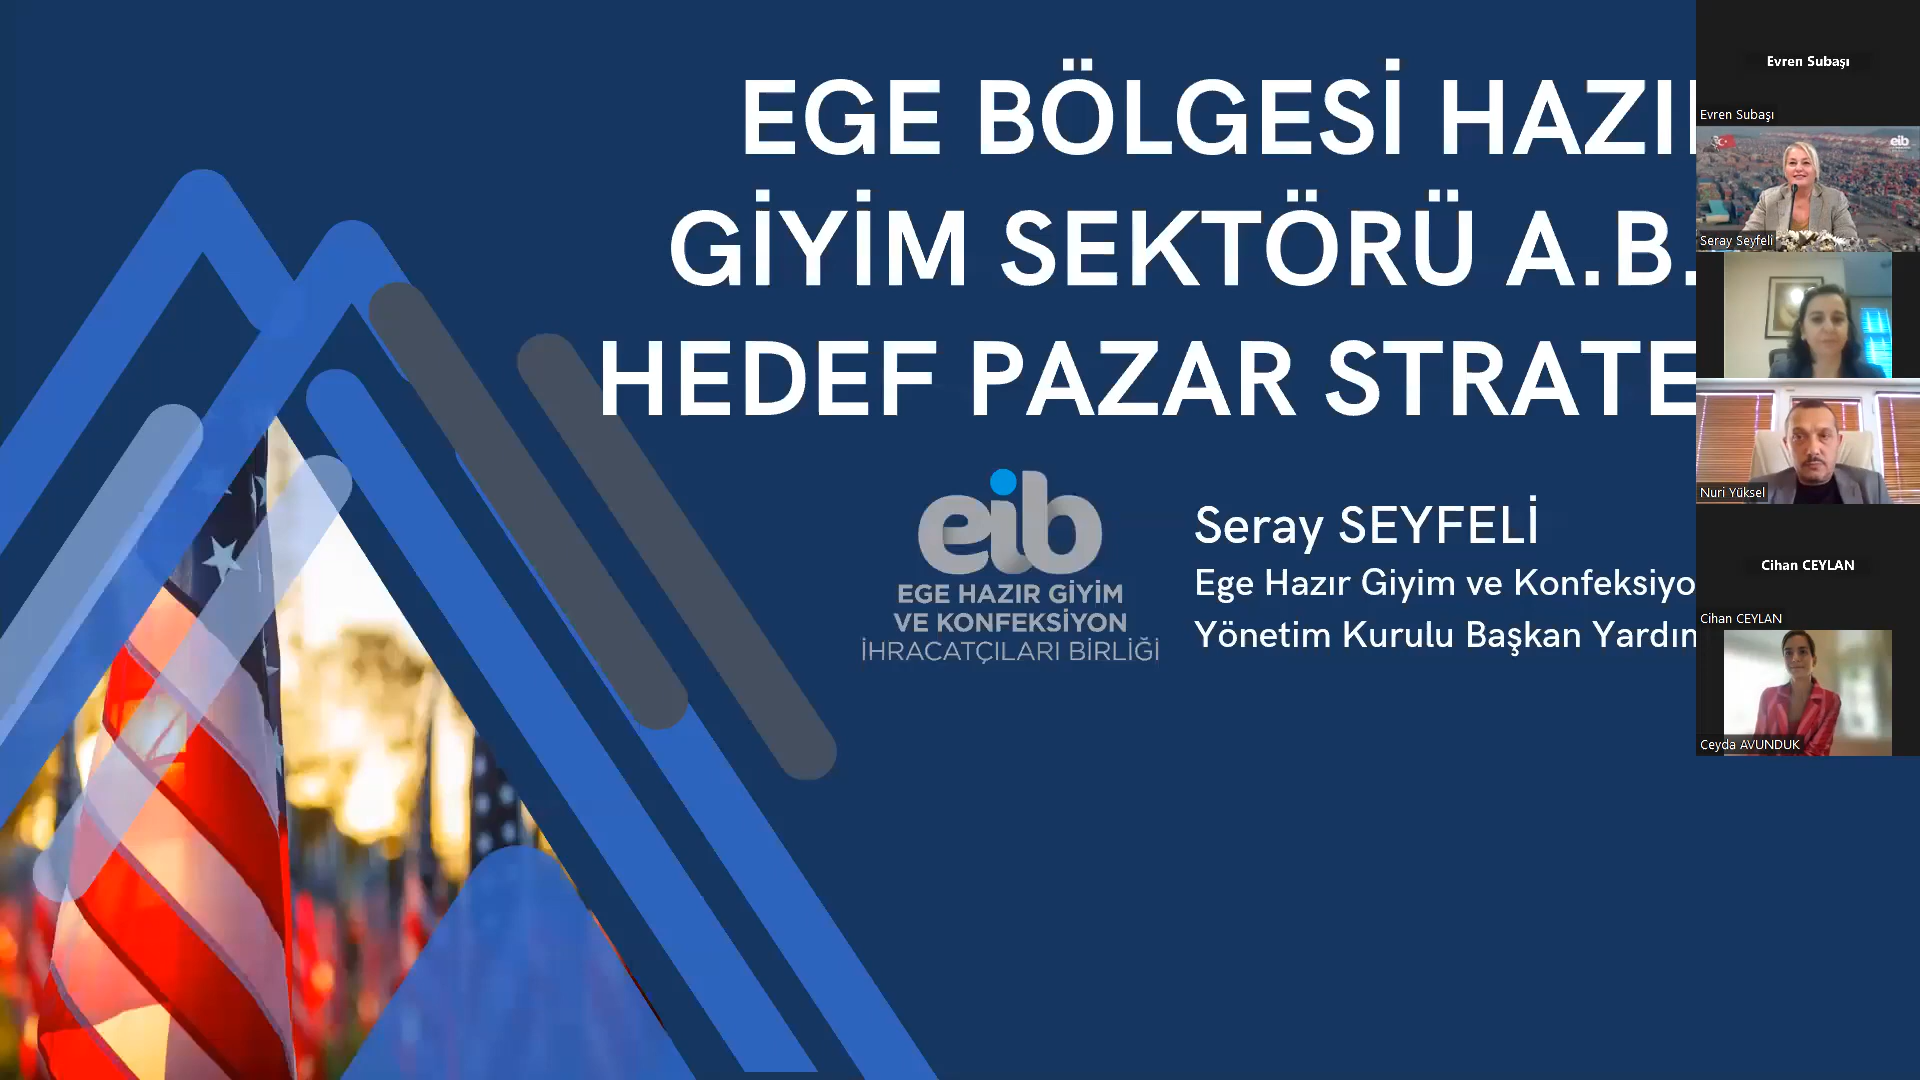 EGE BÖLGESİ HAZI
GİYİM SEKTÖRÜ A.B.
HEDEF PAZAR STRATE
eib
EGE HAZIR GİYİM
VE KONFEKSİYON
İHRACATÇILARI BİRLİĞİ
Seray SEYFELİ
Ege Hazır Giyim ve Konfeksiyo
Yönetim Kurulu Başkan Yardım
Evren Subaşı
Evren Subaşı
eib
Seray Seyfeli
Nuri Yüksel
Cihan CEYLAN
Cihan CEYLAN
Ceyda AVUNDUK